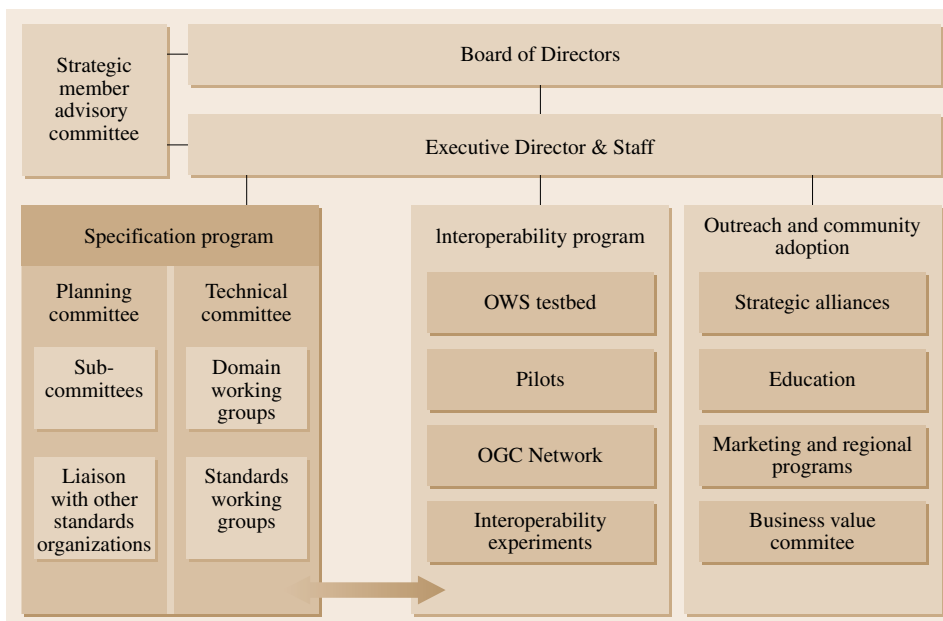 Strategic
member
advisory
committee
Board of Directors
Executive Director & Staff
Specification program
Planning
committee
Sub-
committees
Liaison
with other
standards
organizations
Technical
committee
Domain
working
groups
Standards
working
groups
Interoperability program
OWS testbed
Pilots
OGC Network
Interoperability
experiments
Outreach and community
adoption
Strategic alliances
Education
Marketing and regional
programs
Business value
commitee